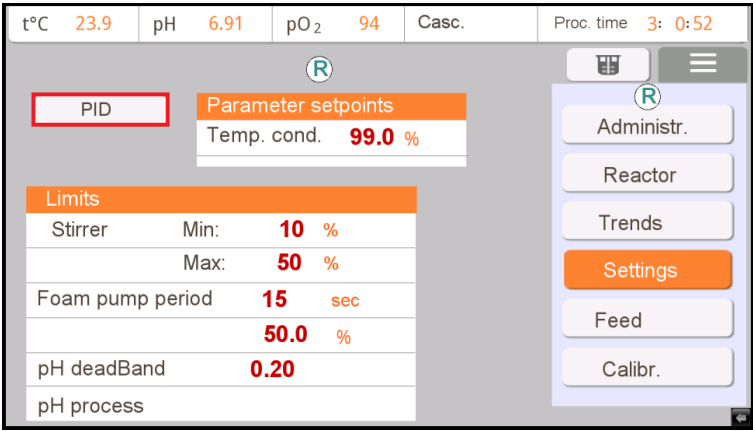 t°C 23.9 pH 6.91 pO2 94 Casc. Proc. time 3: 0:52
R
PID
Parameter setpoints
Temp. cond. 99.0 %
Limits
Stirrer Min: 10 %
Max: 50 %
Foam pump period 15 sec
50.0 %
pH deadBand 0.20
pH process
R
Administr.
Reactor
Trends
Settings
Feed
Calibr.